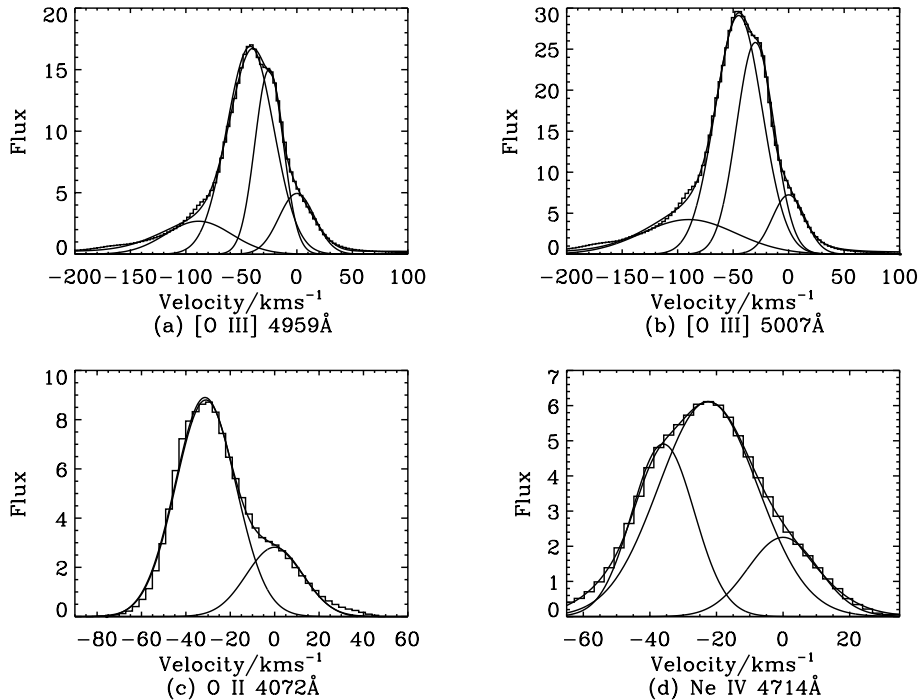 20
15
10
5
0
Flux
-200 -150 -100 -50 0 50 100
Velocity/kms⁻¹
(a) [O III] 4959Å
30
25
20
15
10
5
0
Flux
-200 -150 -100 -50 0 50 100
Velocity/kms⁻¹
(b) [O III] 5007Å
10
8
6
4
2
0
Flux
-80 -60 -40 -20 0 20 40 60
Velocity/kms⁻¹
(c) O II 4072Å
7
6
5
4
3
2
1
0
Flux
-60 -40 -20 0 20
Velocity/kms⁻¹
(d) Ne IV 4714Å